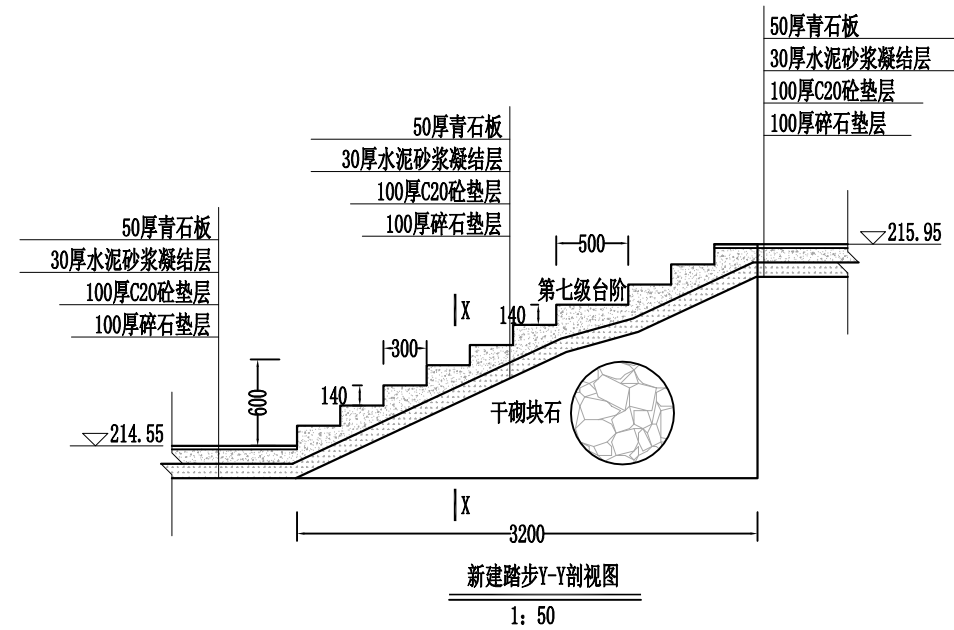 50厚青石板
30厚水泥砂浆凝结层
100厚C20砼垫层
100厚碎石垫层
50厚青石板
30厚水泥砂浆凝结层
100厚C20砼垫层
100厚碎石垫层
50厚青石板
30厚水泥砂浆凝结层
100厚C20砼垫层
100厚碎石垫层
215.95
500
第七级台阶
X
140
300
140
600
干砌块石
214.55
X
3200
新建踏步Y-Y剖视图
1: 50